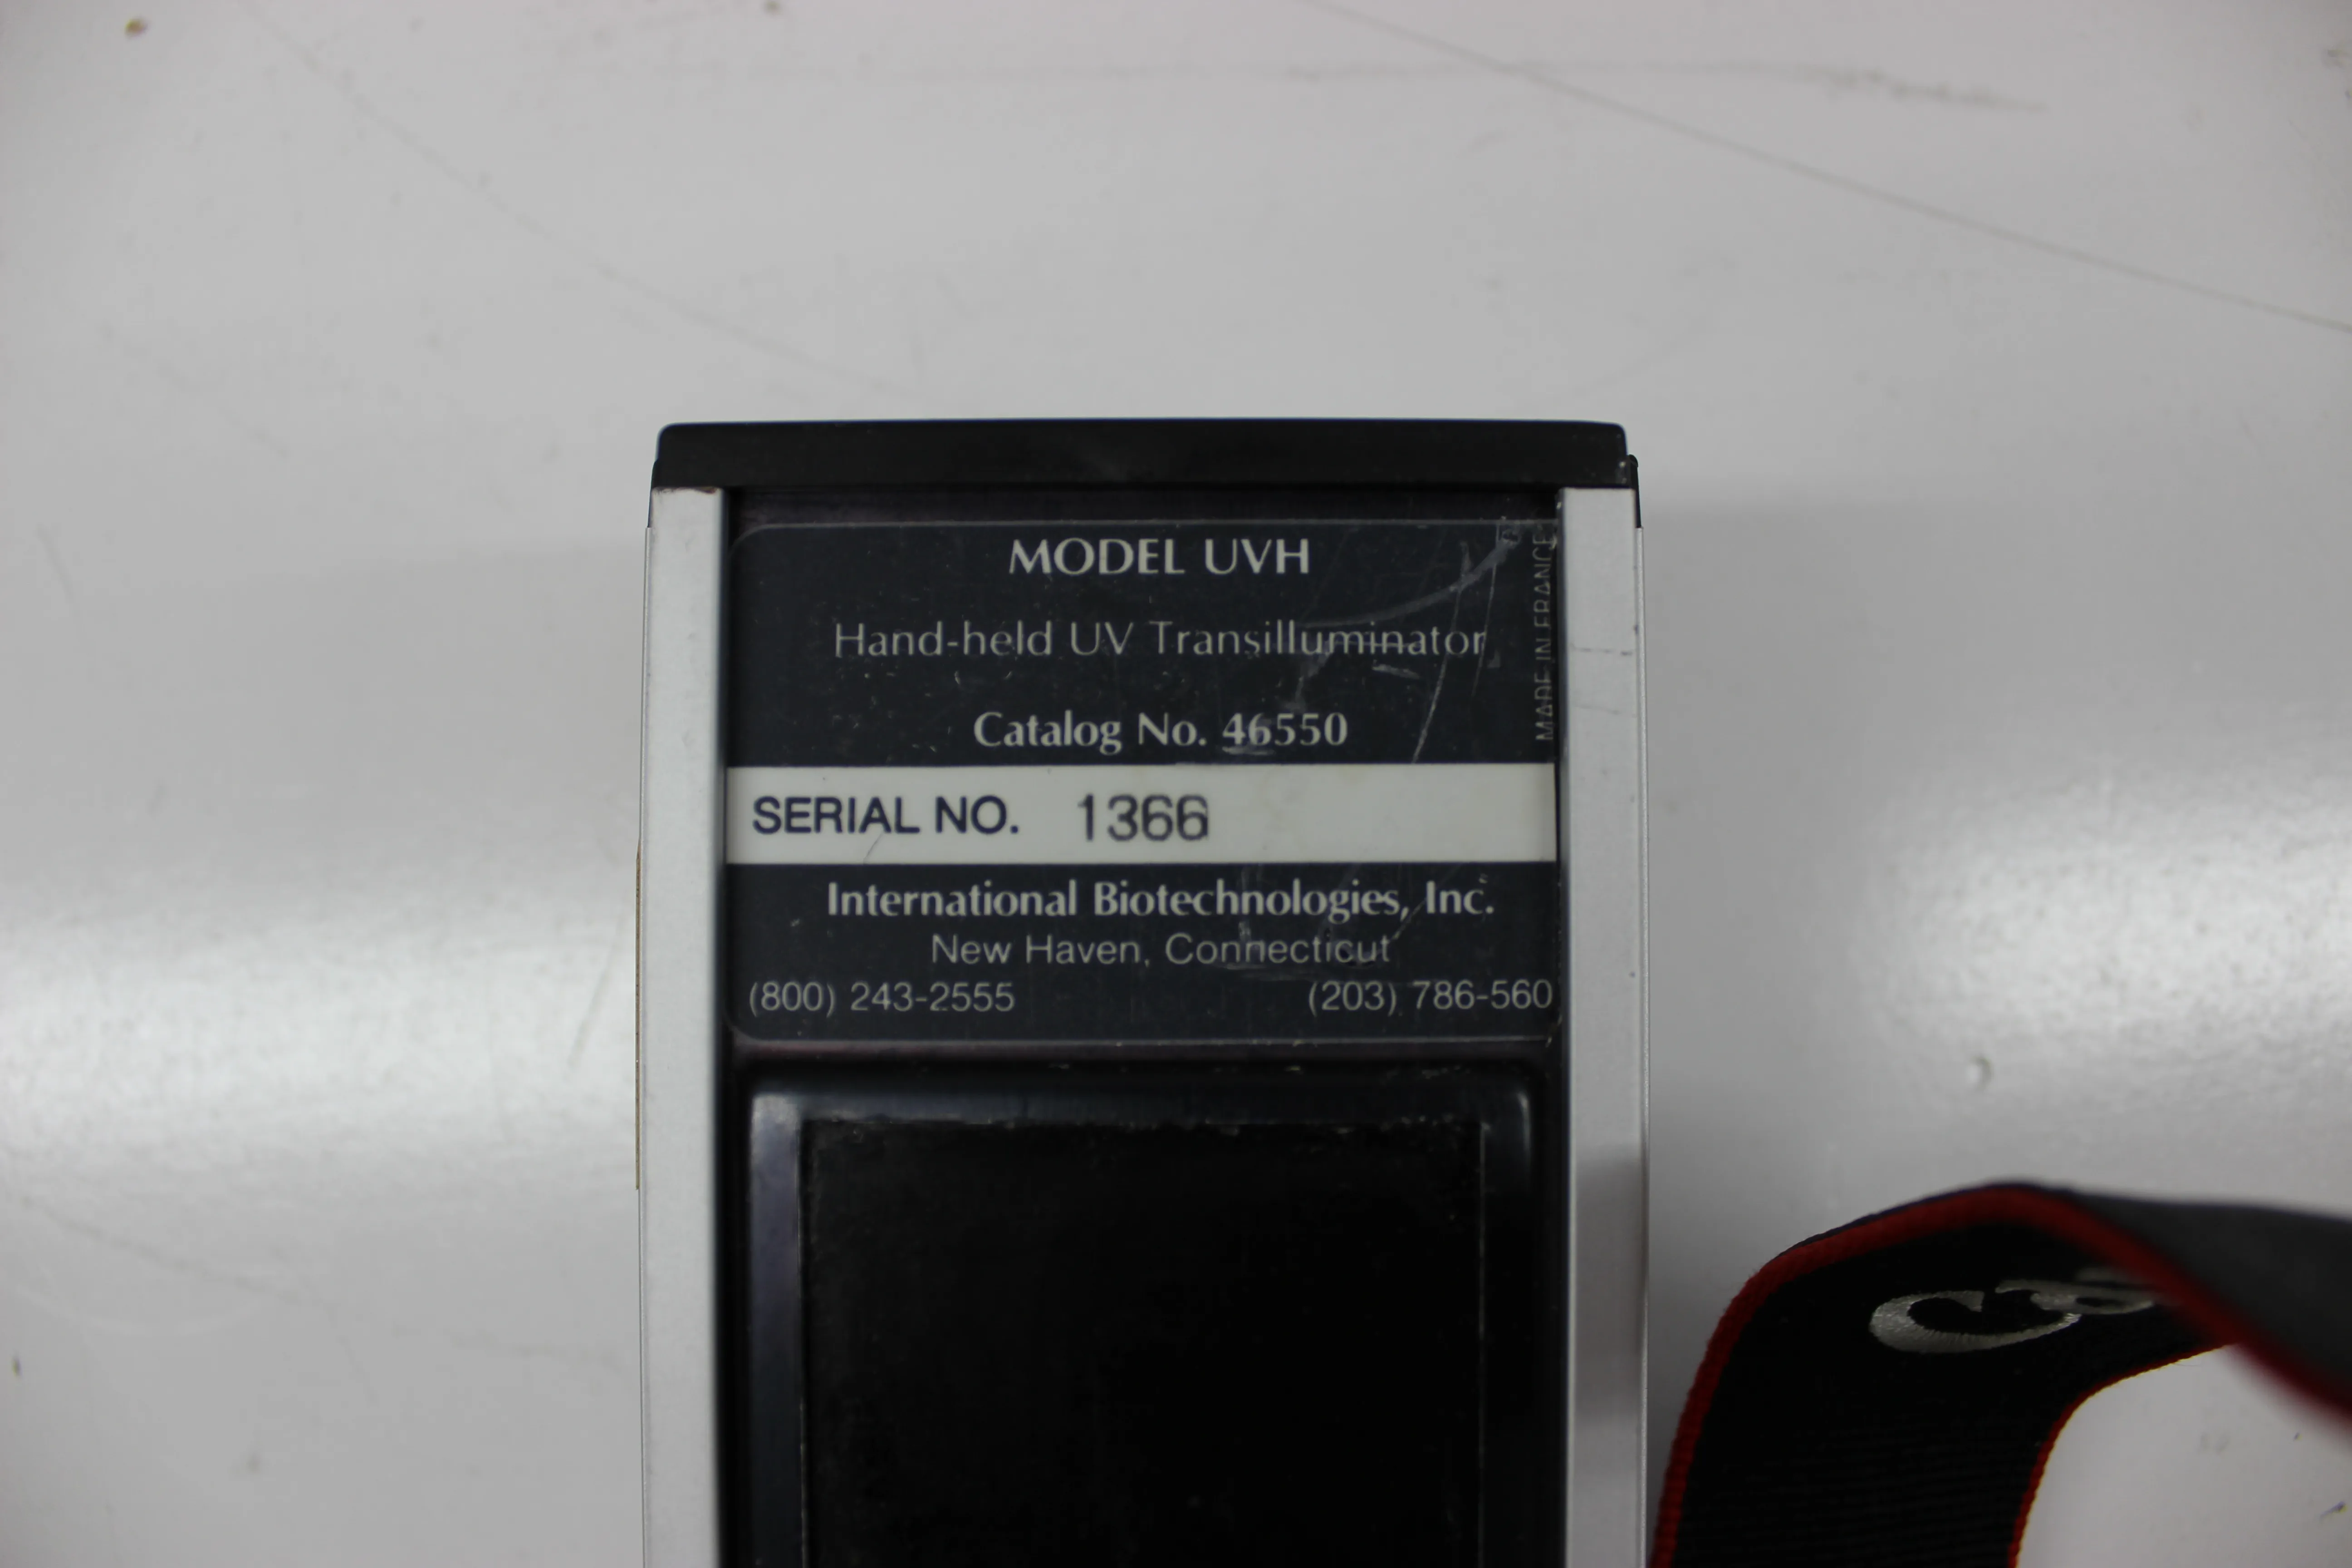 MODEL UVH
Hand-held UV Transilluminator
Catalog No. 46550
MADE IN FRANCE
SERIAL NO. 1366
International Biotechnologies, Inc.
New Haven, Connecticut
(800) 243-2555 (203) 786-560